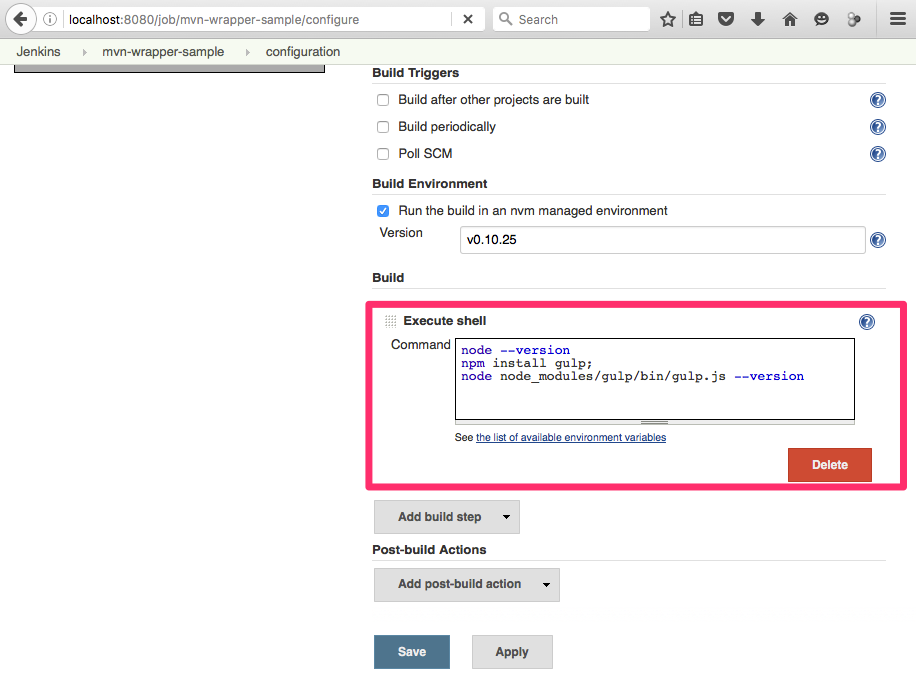 localhost:8080/job/mvn-wrapper-sample/configure
Search
Jenkins mvn-wrapper-sample configuration
Build Triggers
Build after other projects are built
Build periodically
Poll SCM
Build Environment
Run the build in an nvm managed environment
Version v0.10.25
Build
Execute shell
Command
node --version
npm install gulp;
node node_modules/gulp/bin/gulp.js --version
See the list of available environment variables
Delete
Add build step
Post-build Actions
Add post-build action
Save Apply